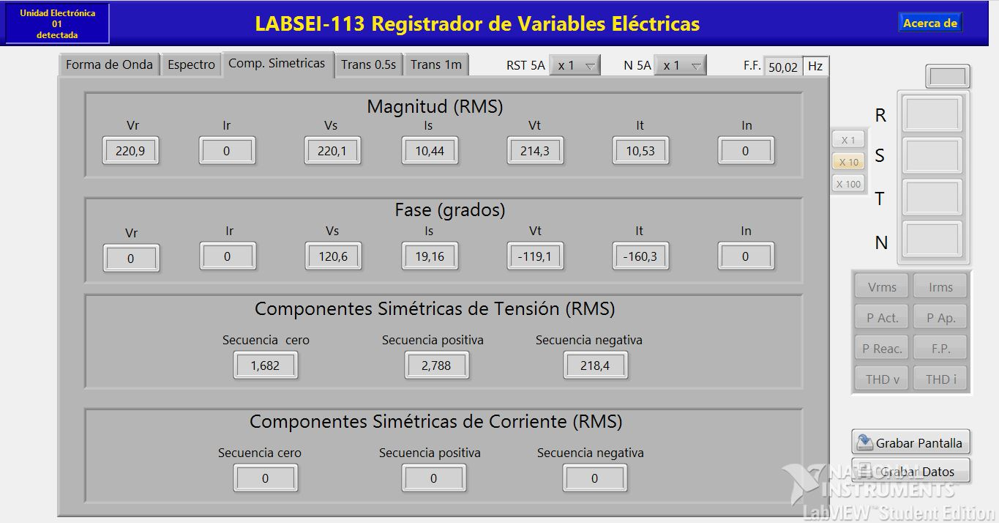 Unidad Electrónica
01
detectada
LABSEI-113 Registrador de Variables Eléctricas
Acerca de
Forma de Onda
Espectro
Comp. Simetricas
Trans 0.5s
Trans 1m
RST 5A x 1
N 5A x 1
F.F. 50,02 Hz
Magnitud (RMS)
Vr Ir Vs Is Vt It In
220,9 0 220,1 10,44 214,3 10,53 0
Fase (grados)
Vr Ir Vs Is Vt It In
0 0 120,6 19,16 -119,1 -160,3 0
Componentes Simétricas de Tensión (RMS)
Secuencia cero Secuencia positiva Secuencia negativa
1,682 2,788 218,4
Componentes Simétricas de Corriente (RMS)
Secuencia cero Secuencia positiva Secuencia negativa
0 0 0
X 1
X 10
X 100
R
S
T
N
Vrms Irms
P Act. P Ap.
P Reac. F.P.
THD v THD i
Grabar Pantalla
Grabar Datos
NATIONAL
INSTRUMENTS™
LabVIEW™ Student Edition